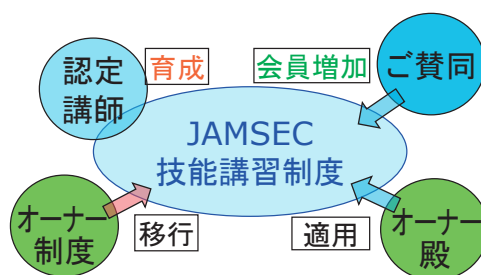 認定
講師
育成
会員増加
ご賛同
JAMSEC
技能講習制度
オーナー
制度
移行
適用
オーナー
殿